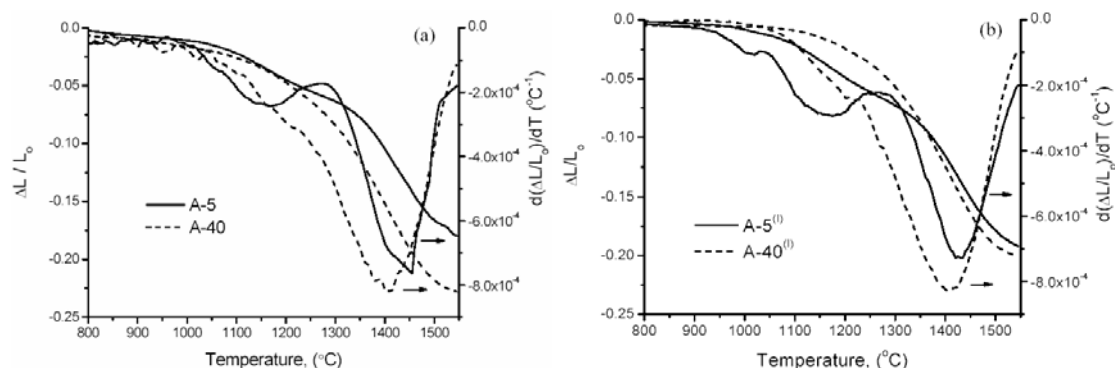 (a)
0.0
-0.05
-0.10
-0.15
-0.20
-0.25
ΔL / Lo
0.0
-2.0x10⁻⁴
-4.0x10⁻⁴
-6.0x10⁻⁴
-8.0x10⁻⁴
d(ΔL/Lo)/dT (°C⁻¹)
A-5
A-40
800 900 1000 1100 1200 1300 1400 1500
Temperature, (°C)
(b)
0.00
-0.05
-0.10
-0.15
-0.20
-0.25
ΔL/Lo
0.0
-2.0x10⁻⁴
-4.0x10⁻⁴
-6.0x10⁻⁴
-8.0x10⁻⁴
d(ΔL/Lo)/dT (°C⁻¹)
A-5⁽ᴵ⁾
A-40⁽ᴵ⁾
800 900 1000 1100 1200 1300 1400 1500
Temperature, (°C)